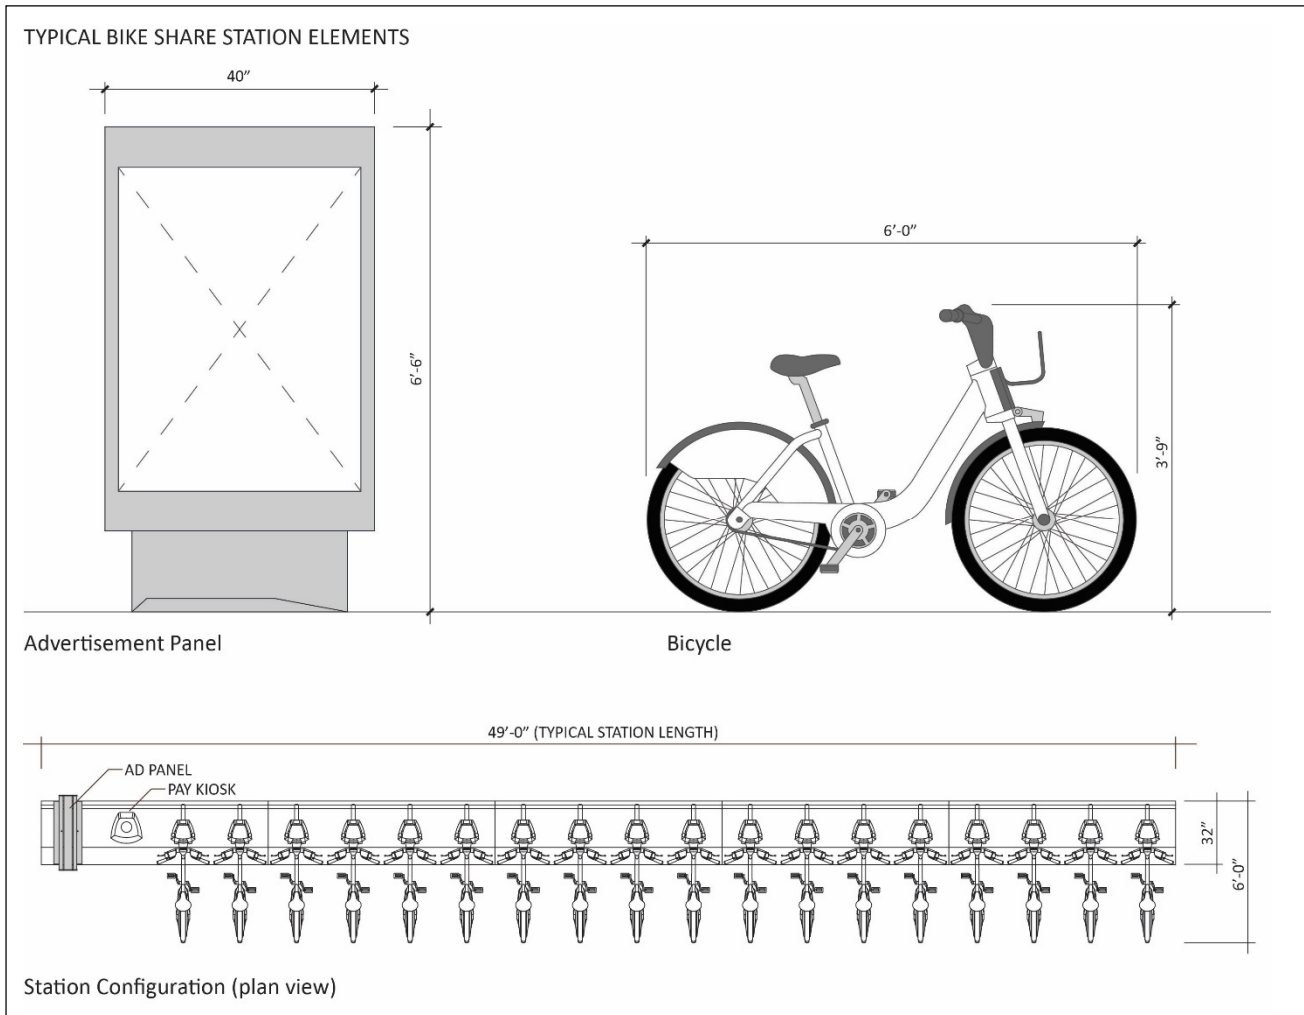 TYPICAL BIKE SHARE STATION ELEMENTS
40”
6’-6”
6’-0”
3’-9”
Advertisement Panel
Bicycle
49’-0” (TYPICAL STATION LENGTH)
AD PANEL
PAY KIOSK
32”
6’-0”
Station Configuration (plan view)